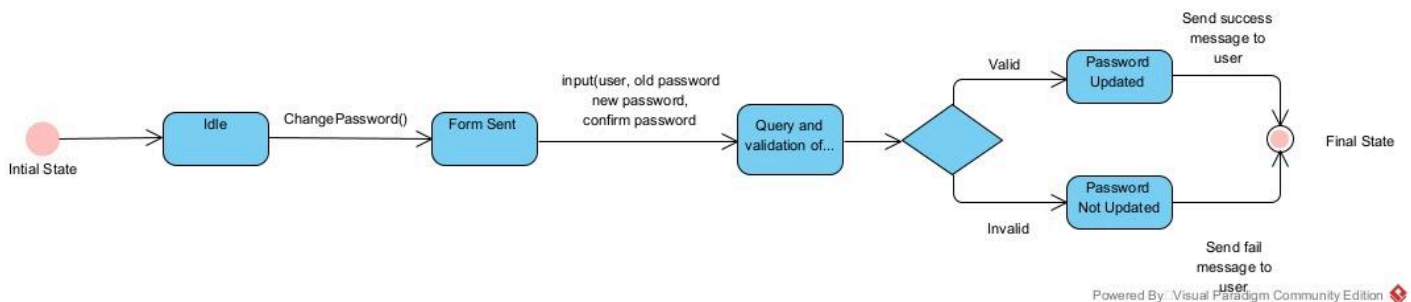 Intial State
Idle
ChangePassword()
Form Sent
input(user, old password
new password,
confirm password
Query and
validation of...
Valid
Invalid
Password
Updated
Password
Not Updated
Send success
message to
user
Send fail
message to
user
Final State
Powered By Visual Paradigm Community Edition